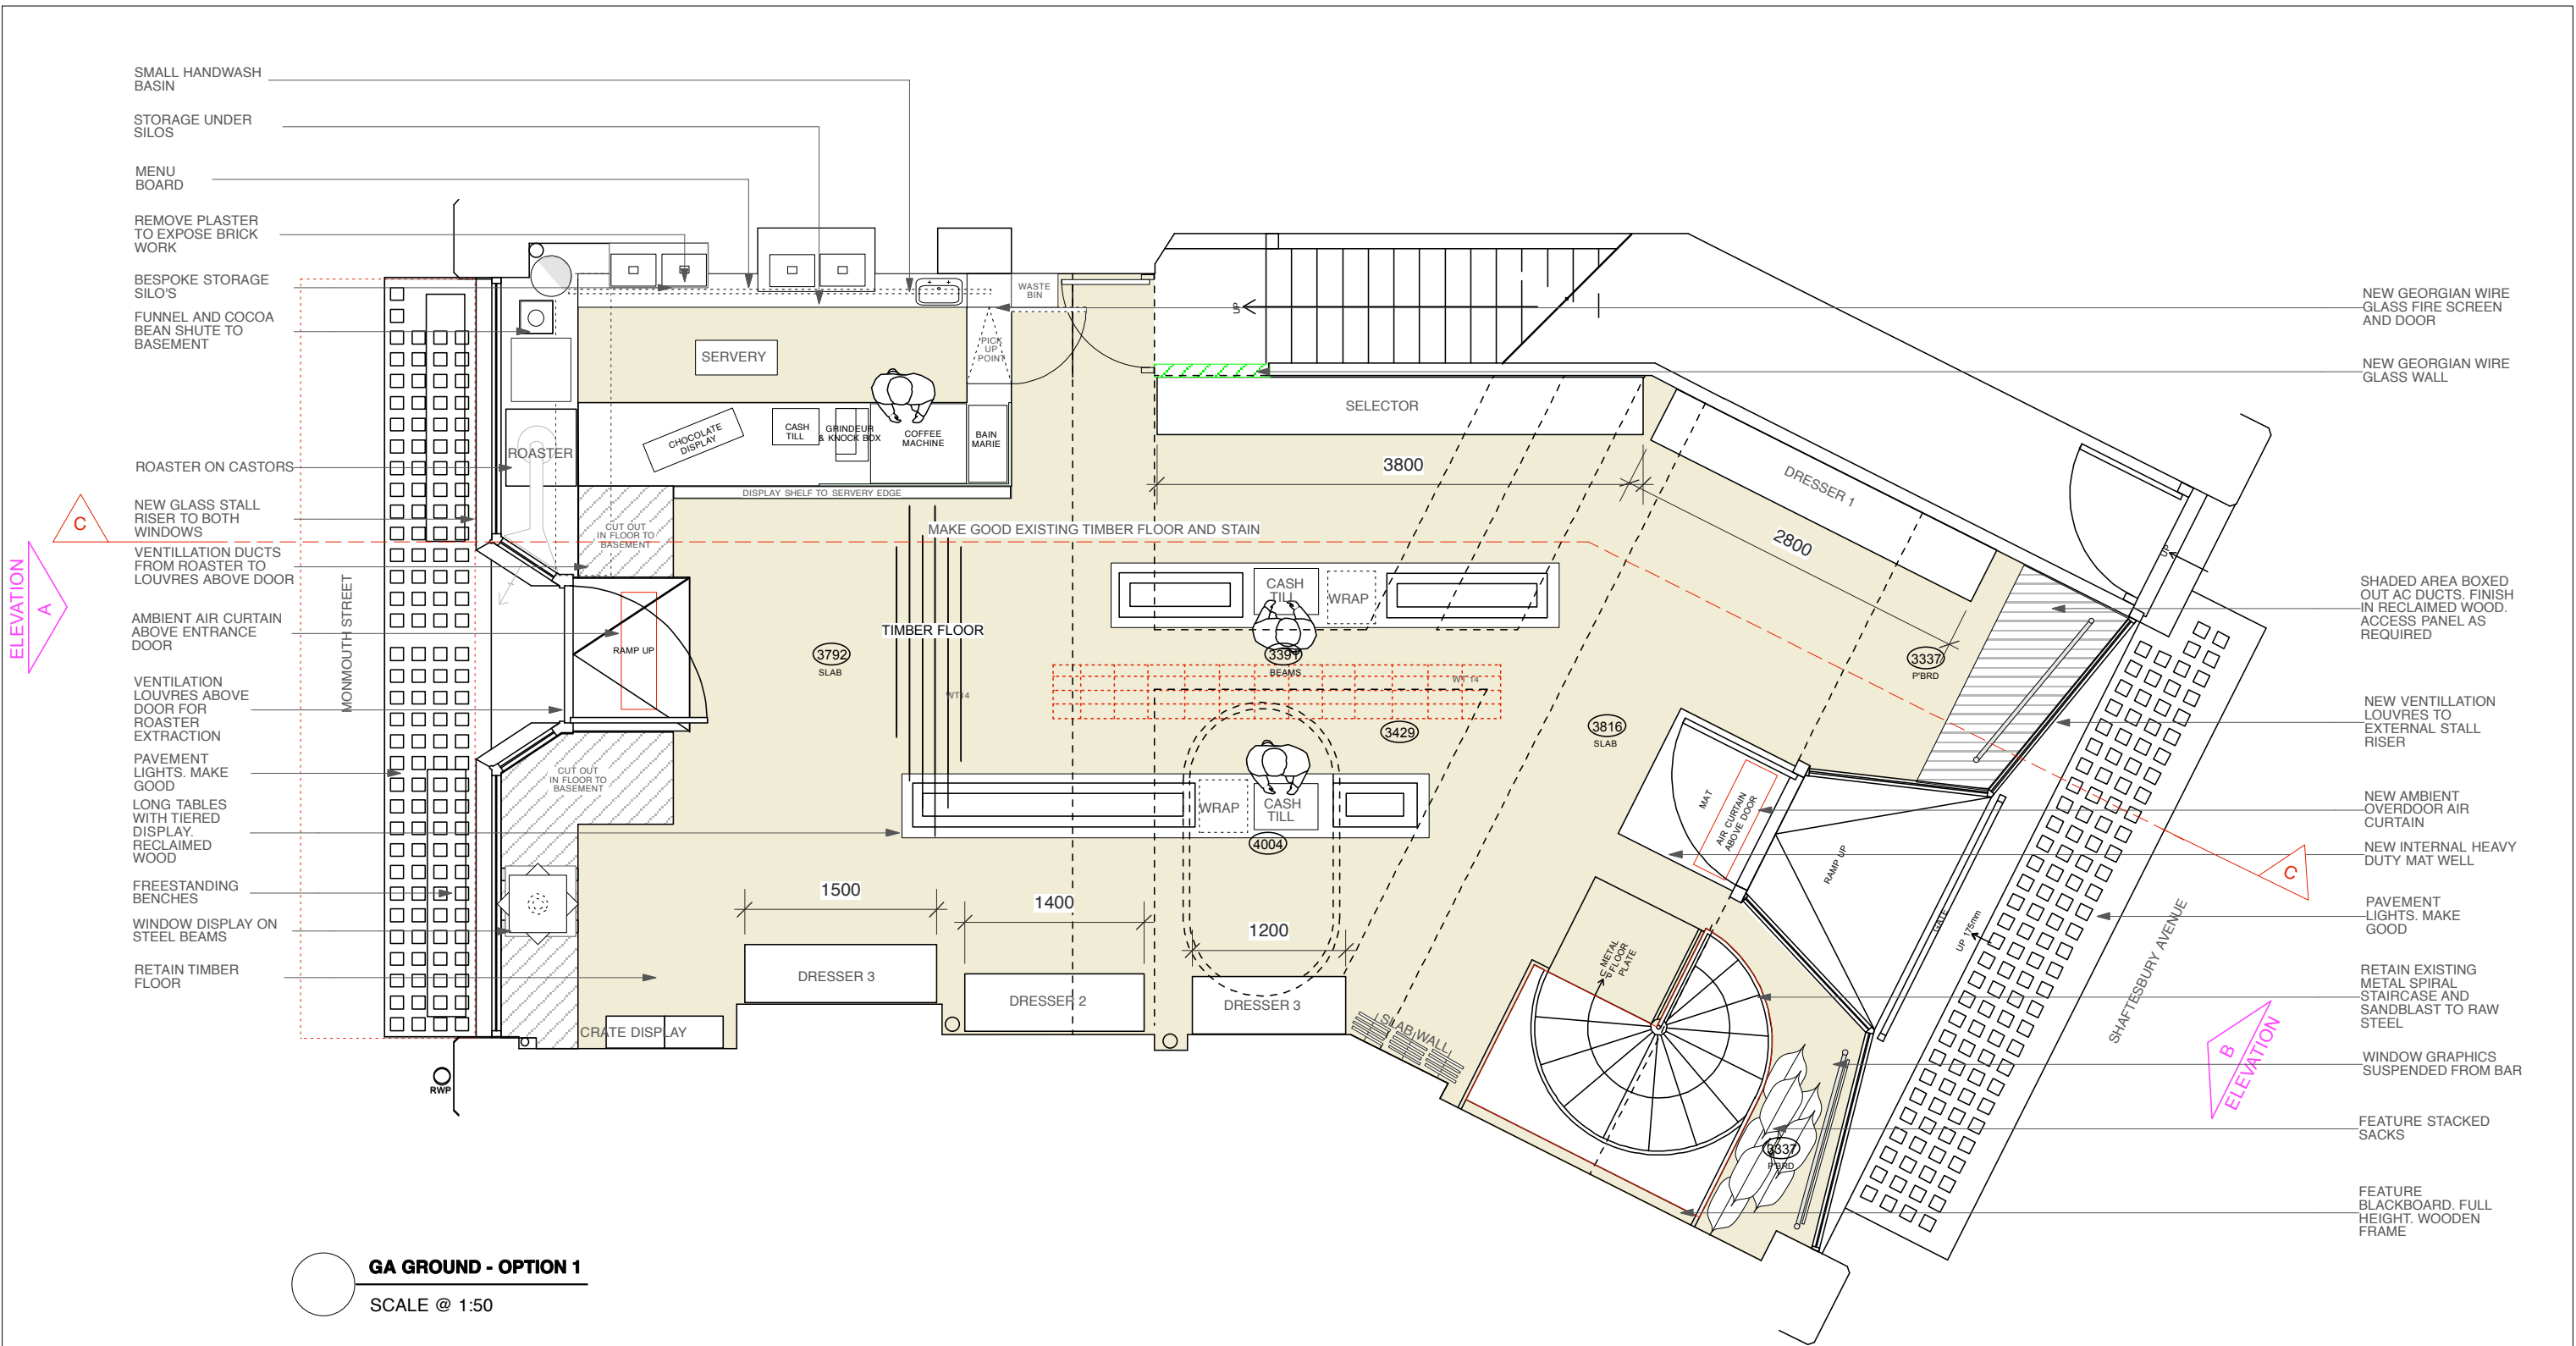 SMALL HANDWASH
BASIN
STORAGE UNDER
SILOS
MENU
BOARD
REMOVE PLASTER
TO EXPOSE BRICK
WORK
BESPOKE STORAGE
SILO'S
FUNNEL AND COCOA
BEAN SHUTE TO
BASEMENT
ROASTER ON CASTORS
NEW GLASS STALL
RISER TO BOTH
WINDOWS
VENTILLATION DUCTS
FROM ROASTER TO
LOUVRES ABOVE DOOR
AMBIENT AIR CURTAIN
ABOVE ENTRANCE
DOOR
VENTILATION
LOUVRES ABOVE
DOOR FOR
ROASTER
EXTRACTION
PAVEMENT
LIGHTS. MAKE
GOOD
LONG TABLES
WITH TIERED
DISPLAY.
RECLAIMED
WOOD
FREESTANDING
BENCHES
WINDOW DISPLAY ON
STEEL BEAMS
RETAIN TIMBER
FLOOR
C
ELEVATION
A
MONMOUTH STREET
RWP
WASTE
BIN
SERVERY
PICK
UP
POINT
ROASTER
CHOCOLATE
DISPLAY
CASH
TILL
GRINDEUR
& KNOCK BOX
COFFEE
MACHINE
BAIN
MARIE
DISPLAY SHELF TO SERVERY EDGE
CUT OUT
IN FLOOR TO
BASEMENT
MAKE GOOD EXISTING TIMBER FLOOR AND STAIN
RAMP UP
TIMBER FLOOR
3792
SLAB
WT14
CUT OUT
IN FLOOR TO
BASEMENT
UP
SELECTOR
3800
DRESSER 1
2800
CASH
TILL
WRAP
3391
BEAMS
WT 14
3429
3816
SLAB
3337
P'BRD
WRAP
CASH
TILL
4004
1500
1400
1200
DRESSER 3
DRESSER 2
DRESSER 3
CRATE DISPLAY
SLAB WALL
MAT
AIR CURTAIN
ABOVE DOOR
RAMP UP
METAL
FLOOR
PLATE
UP
GATE
UP 175mm
UP
3337
P'BRD
SHAFTESBURY AVENUE
B
ELEVATION
C
NEW GEORGIAN WIRE
GLASS FIRE SCREEN
AND DOOR
NEW GEORGIAN WIRE
GLASS WALL
SHADED AREA BOXED
OUT AC DUCTS. FINISH
IN RECLAIMED WOOD.
ACCESS PANEL AS
REQUIRED
NEW VENTILATION
LOUVRES TO
EXTERNAL STALL
RISER
NEW AMBIENT
OVERDOOR AIR
CURTAIN
NEW INTERNAL HEAVY
DUTY MAT WELL
PAVEMENT
LIGHTS. MAKE
GOOD
RETAIN EXISTING
METAL SPIRAL
STAIRCASE AND
SANDBLAST TO RAW
STEEL
WINDOW GRAPHICS
SUSPENDED FROM BAR
FEATURE STACKED
SACKS
FEATURE
BLACKBOARD. FULL
HEIGHT. WOODEN
FRAME
GA GROUND - OPTION 1
SCALE @ 1:50